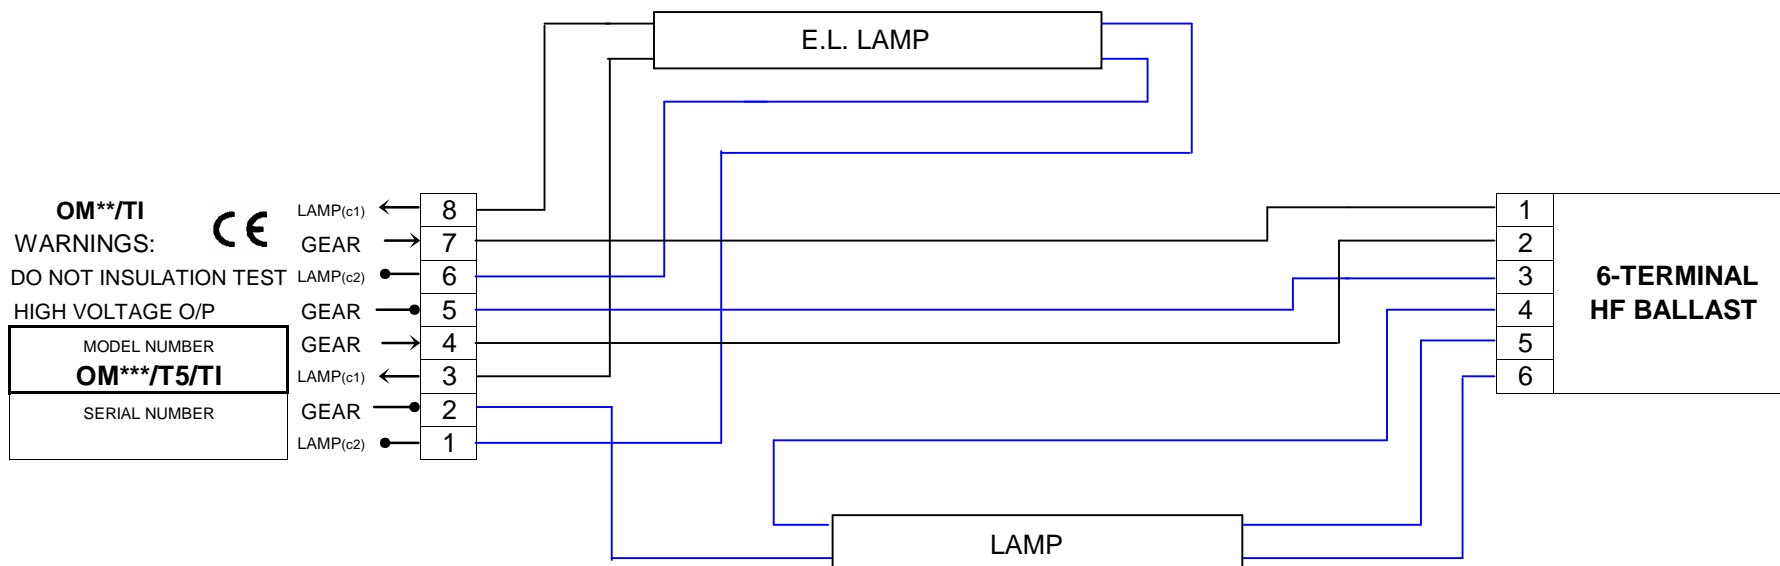 E.L. LAMP
OM**/TI
WARNINGS:
DO NOT INSULATION TEST
HIGH VOLTAGE O/P
MODEL NUMBER
OM***/T5/TI
SERIAL NUMBER
CE
LAMP(c1) 8
GEAR 7
LAMP(c2) 6
GEAR 5
GEAR 4
LAMP(c1) 3
GEAR 2
LAMP(c2) 1
1
2
3
4
5
6
6-TERMINAL
HF BALLAST
LAMP